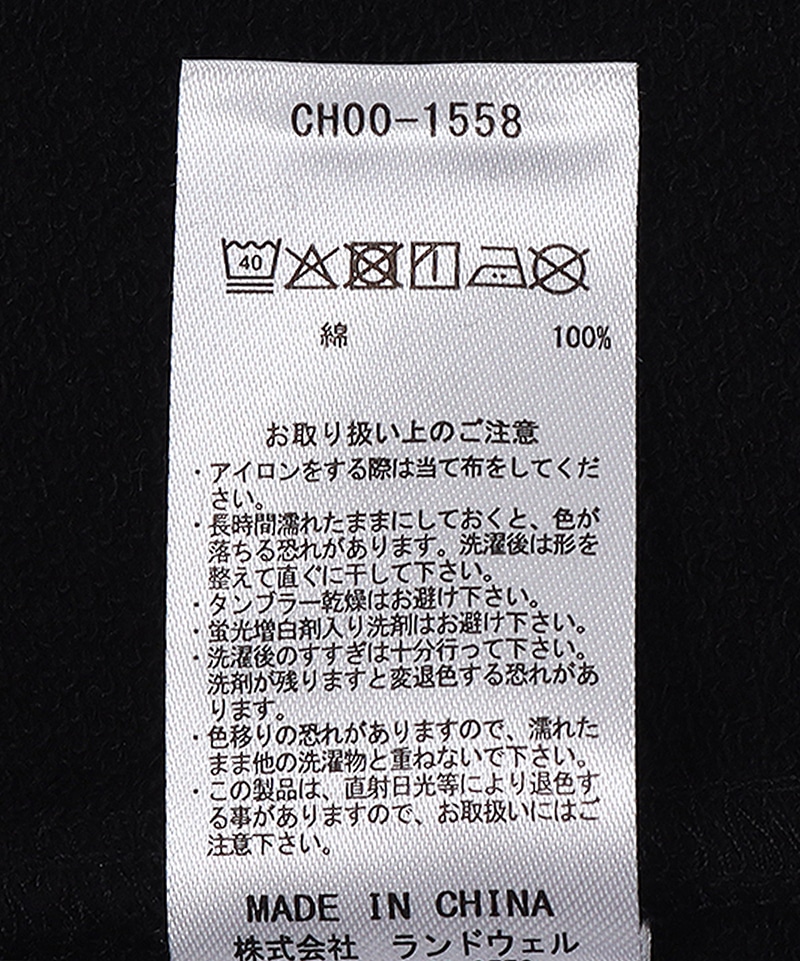 CH00-1558
40
綿 100%
お取り扱い上のご注意
・アイロンをする際は当て布をしてくだ
さい。
・長時間濡れたままにしておくと、色が
落ちる恐れがあります。洗濯後は形を
整えて直ぐに干して下さい。
・タンブラー乾燥はお避け下さい。
・蛍光増白剤入り洗剤はお避け下さい。
・洗濯後のすすぎは十分行って下さい。
洗剤が残りますと変退色する恐れがあ
ります。
・色移りの恐れがありますので、濡れた
まま他の洗濯物と重ねないで下さい。
・この製品は、直射日光等により退色す
る事がありますので、お取扱いにはご
注意下さい。
MADE IN CHINA
株式会社 ランドウェル